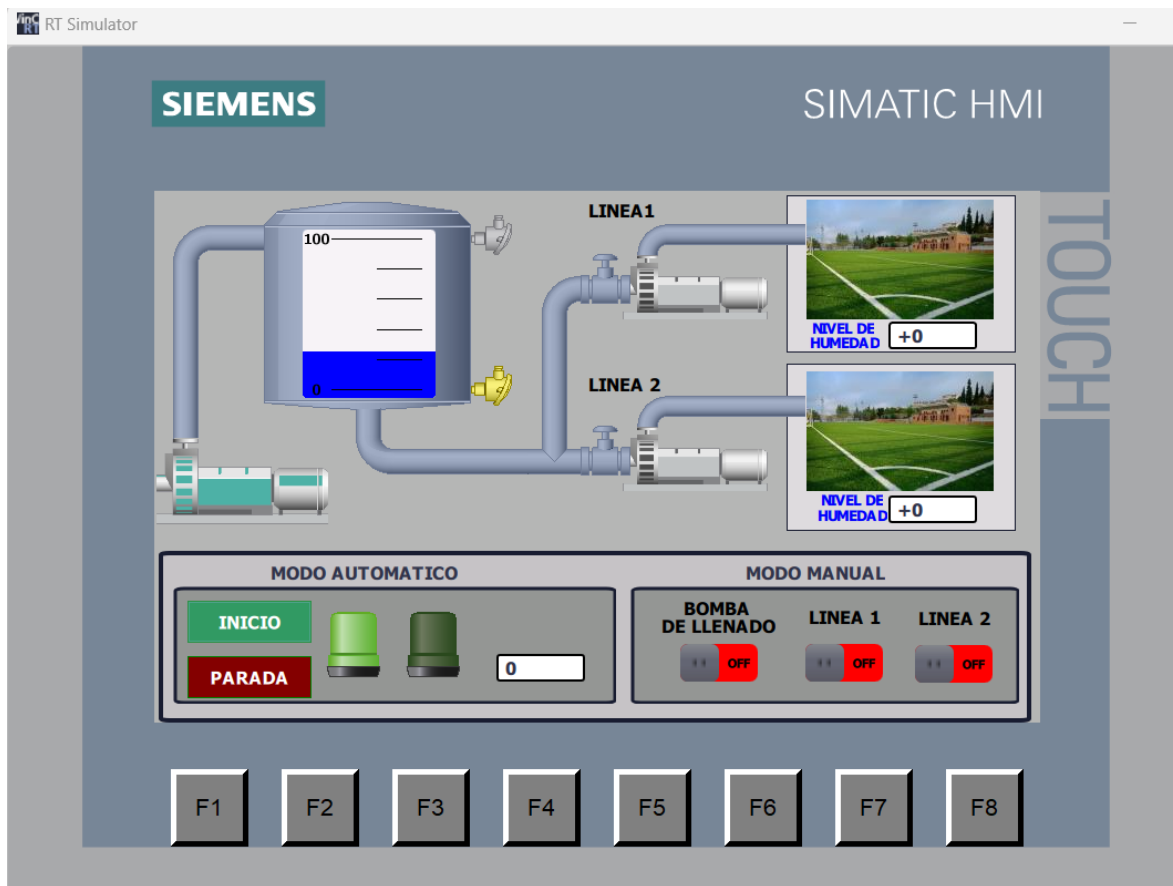 RT Simulator
SIEMENS
SIMATIC HMI
TOUCH
LINEA1
100
0
NIVEL DE
HUMEDAD
+0
LINEA 2
NIVEL DE
HUMEDAD
+0
MODO AUTOMATICO
INICIO
PARADA
0
MODO MANUAL
BOMBA
DE LLENADO
LINEA 1
LINEA 2
OFF
OFF
OFF
F1
F2
F3
F4
F5
F6
F7
F8